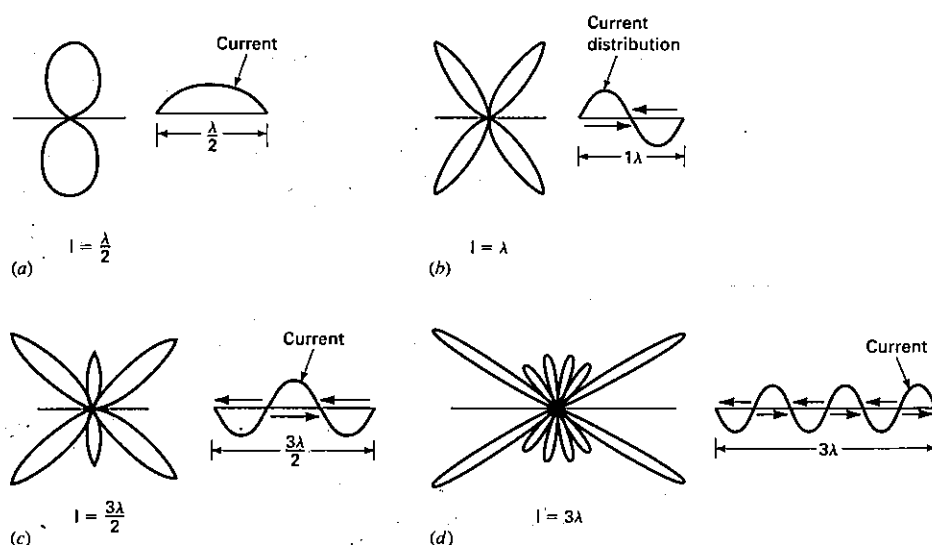 Current
λ
2
l = λ
2
(a)
Current
distribution
1λ
l = λ
(b)
Current
3λ
2
l = 3λ
2
(c)
Current
3λ
l = 3λ
(d)